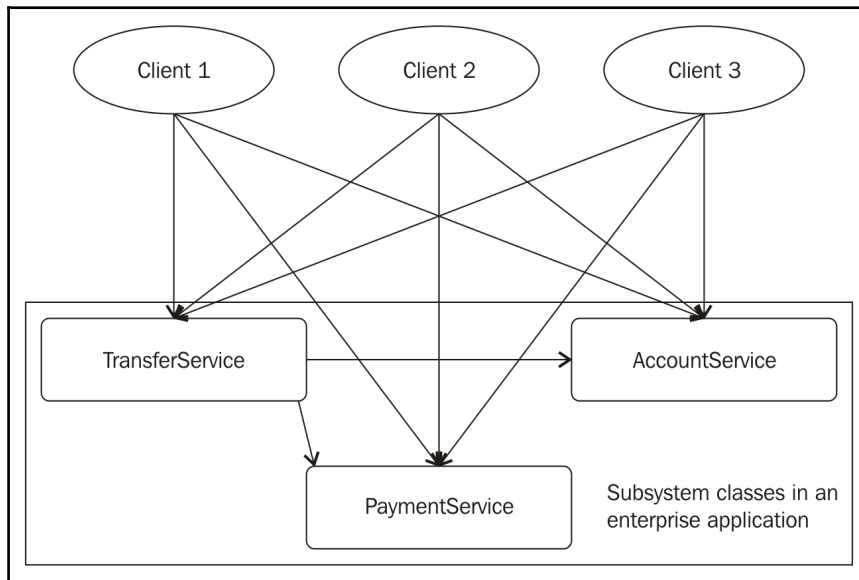 Client 1
Client 2
Client 3
TransferService
AccountService
PaymentService
Subsystem classes in an
enterprise application